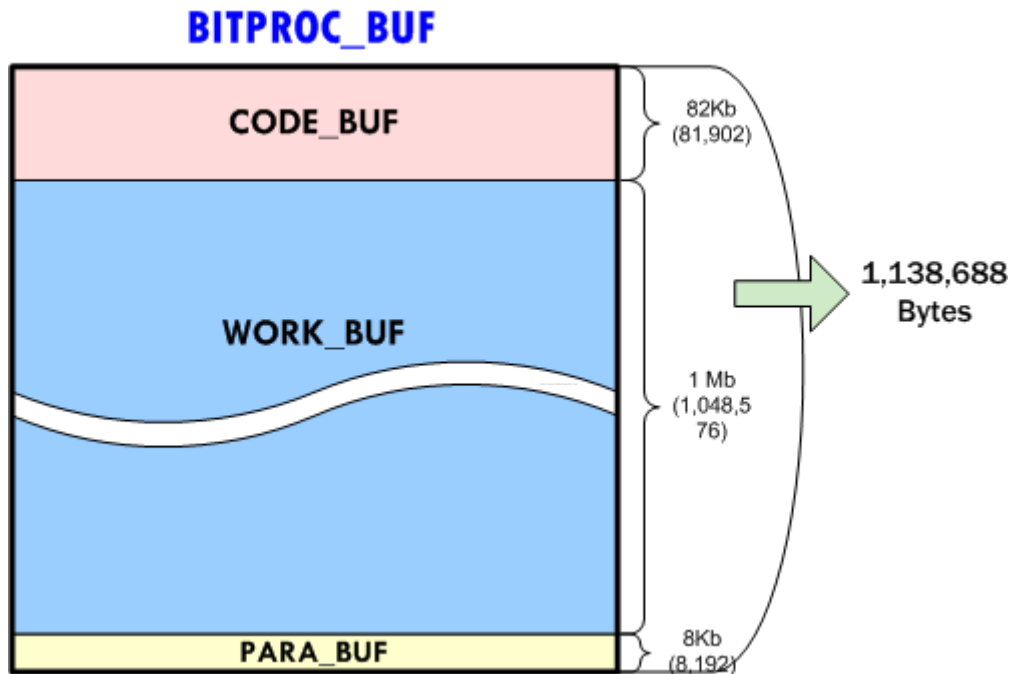 BITPROC_BUF
CODE_BUF
82Kb
(81,902)
WORK_BUF
1,138,688
Bytes
1 Mb
(1,048,5
76)
PARA_BUF
8Kb
(8,192)